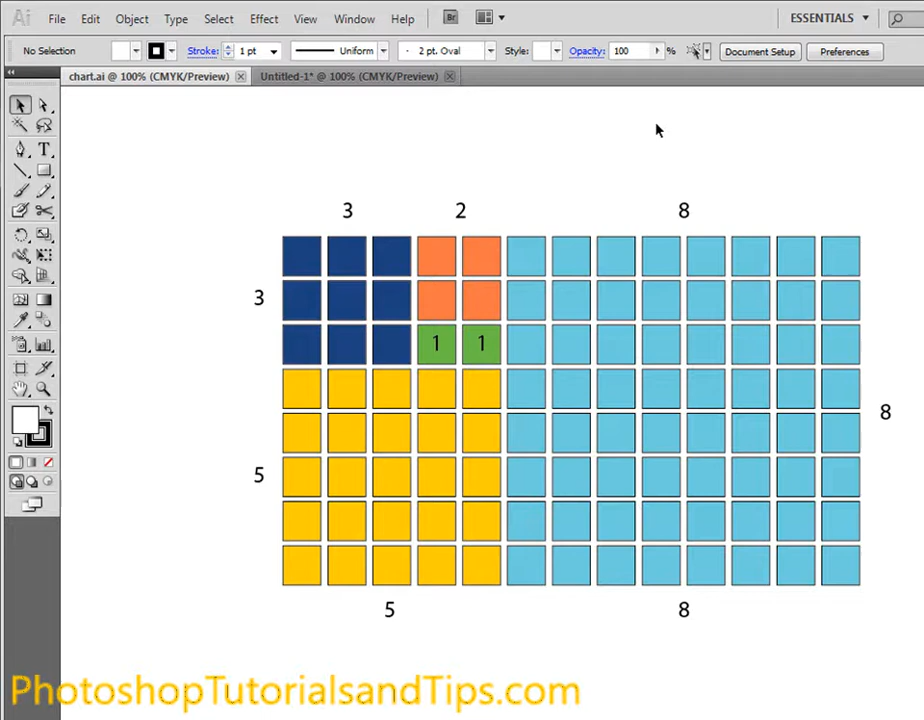 Ai File Edit Object Type Select Effect View Window Help Br ESSENTIALS
No Selection Stroke: 1 pt Uniform 2 pt. Oval Style: Opacity: 100 % Document Setup Preferences
chart.ai @ 100% (CMYK/Preview) Untitled-1* @ 100% (CMYK/Preview)
T
3 2 8
3
1 1
8
5
5 8
PhotoshopTutorialsandTips.com